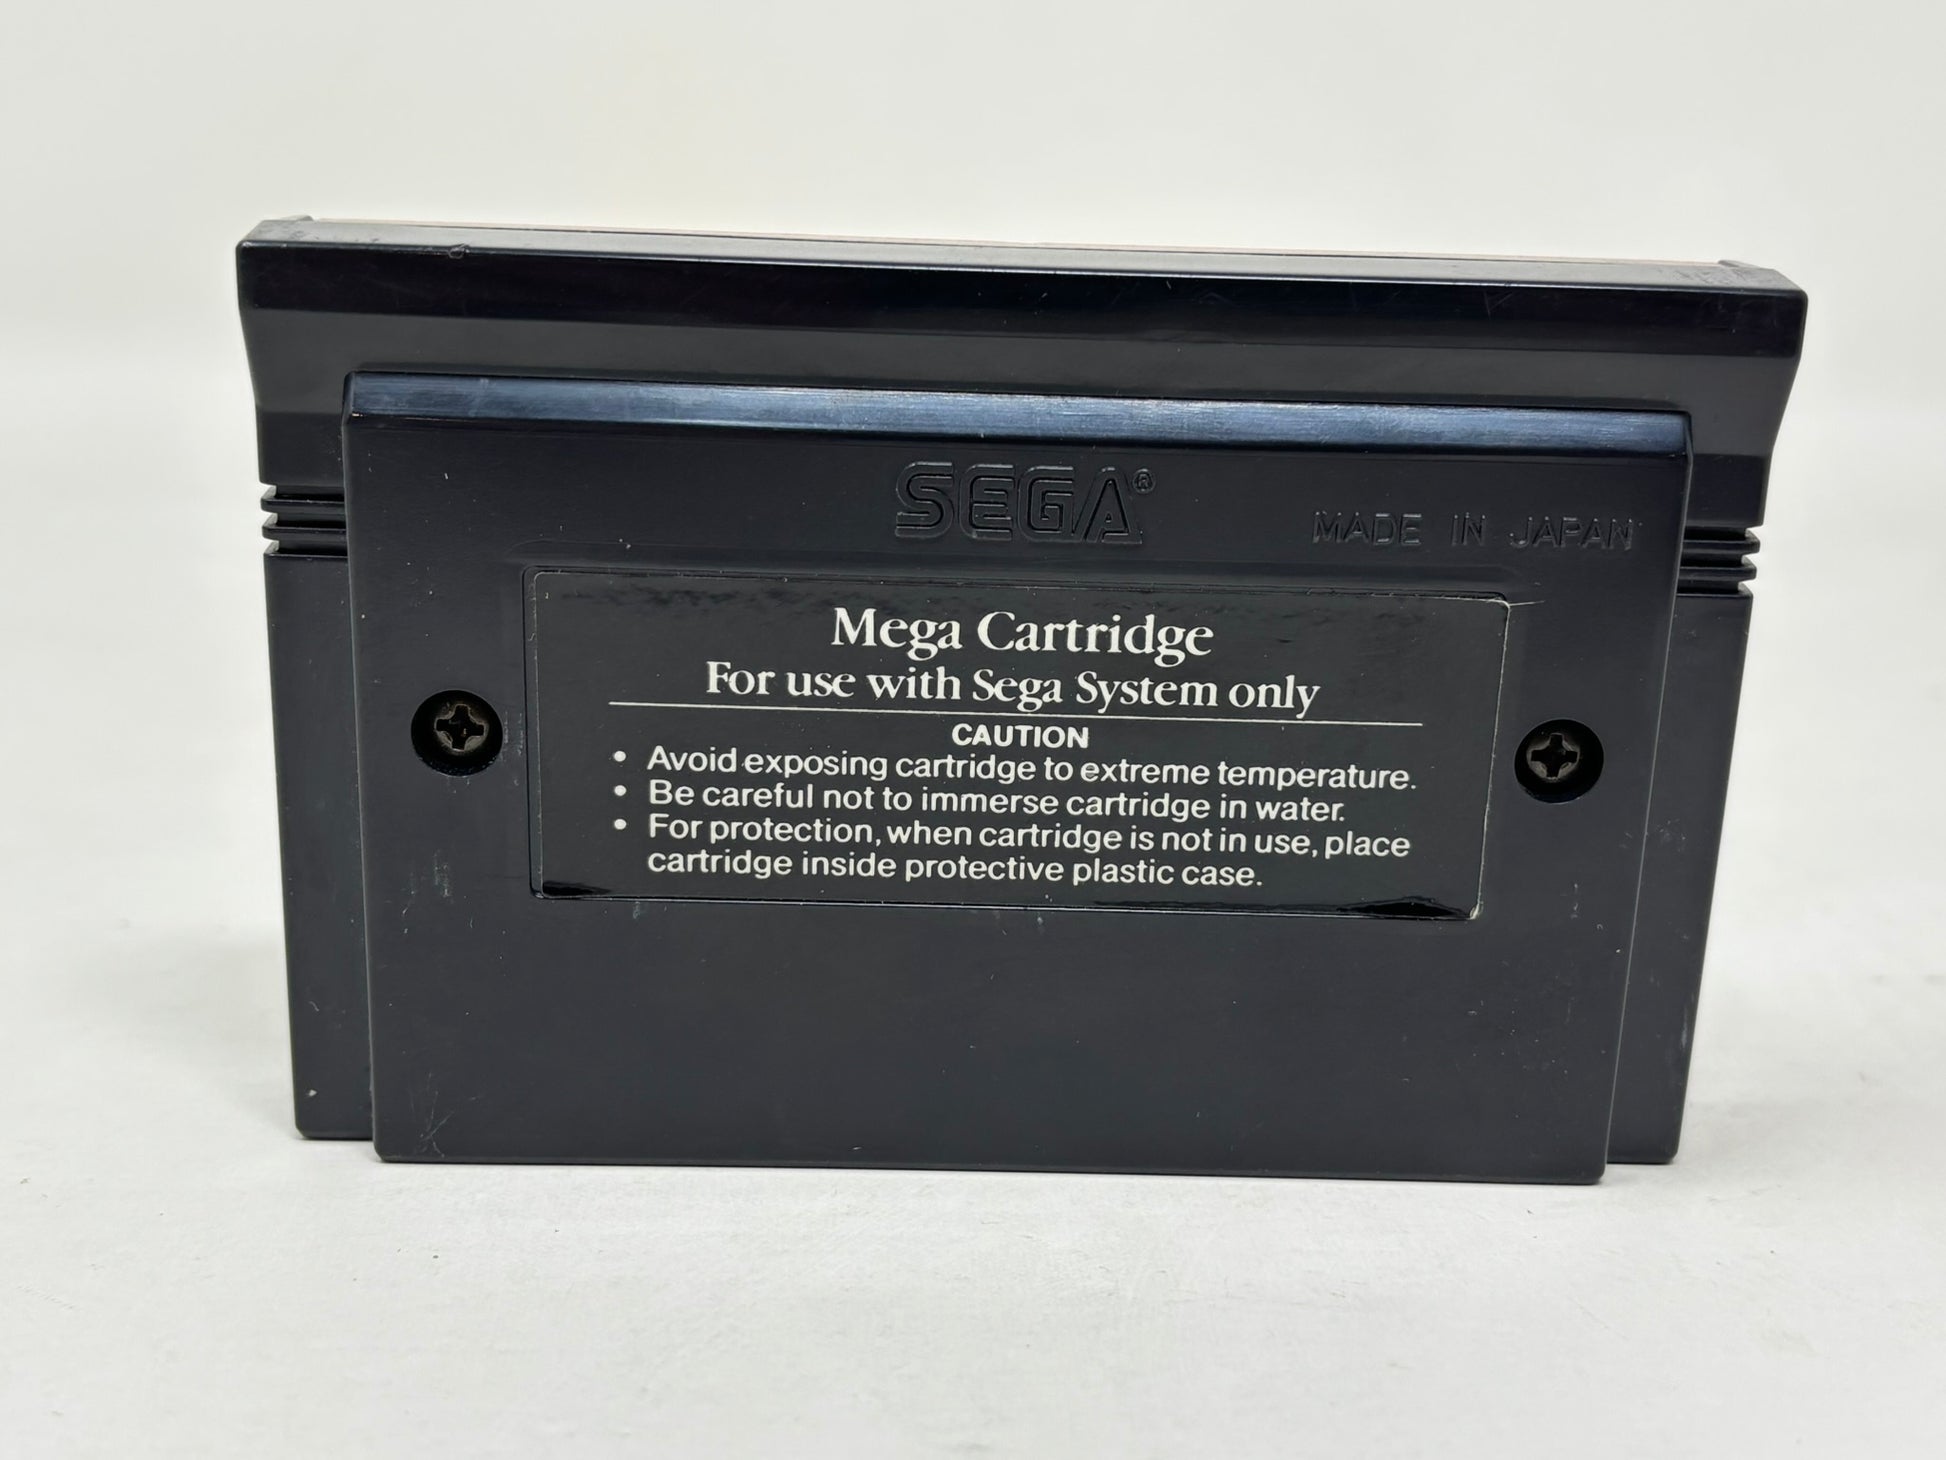 SEGA®
MADE IN JAPAN
Mega Cartridge
For use with Sega System only
CAUTION
• Avoid exposing cartridge to extreme temperature.
• Be careful not to immerse cartridge in water.
• For protection, when cartridge is not in use, place
cartridge inside protective plastic case.